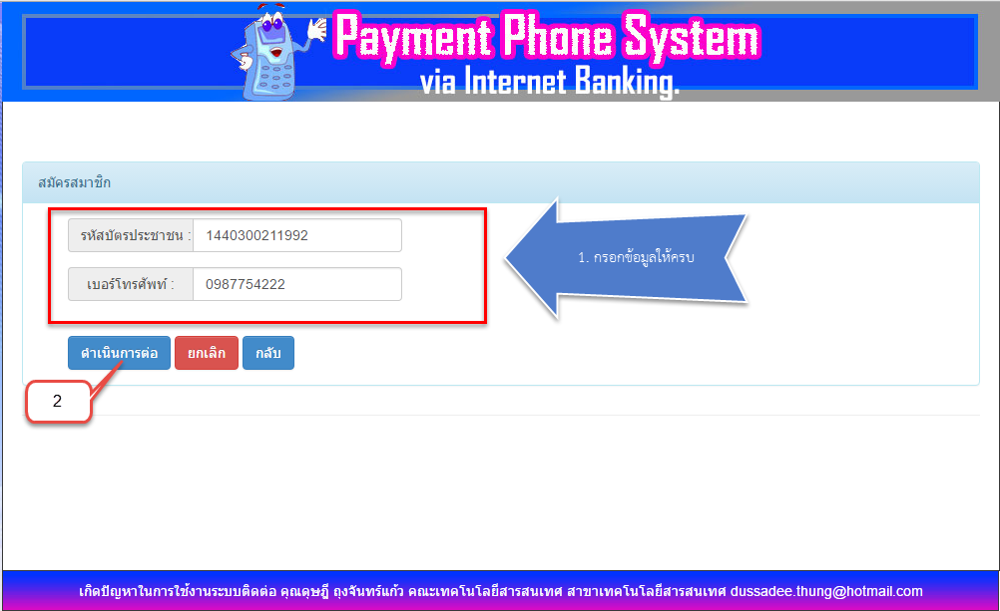 Payment Phone System
via Internet Banking.
สมัครสมาชิก
รหัสบัตรประชาชน : 1440300211992
1. กรอกข้อมูลให้ครบ
เบอร์โทรศัพท์ : 0987754222
ดำเนินการต่อ ยกเลิก กลับ
2
เกิดปัญหาในการใช้งานระบบติดต่อ คุณดุษฎี ถุงจันทร์แก้ว คณะเทคโนโลยีสารสนเทศ สาขาเทคโนโลยีสารสนเทศ dussadee.thung@hotmail.com